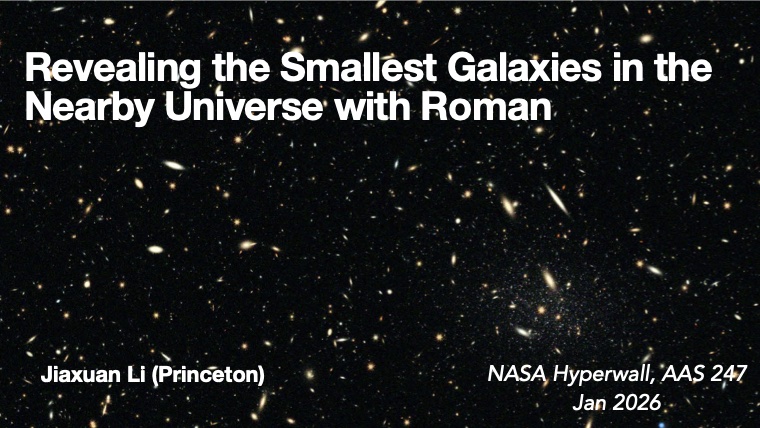 Revealing the Smallest Galaxies in the
Nearby Universe with Roman
Jiaxuan Li (Princeton)
NASA Hyperwall, AAS 247
Jan 2026